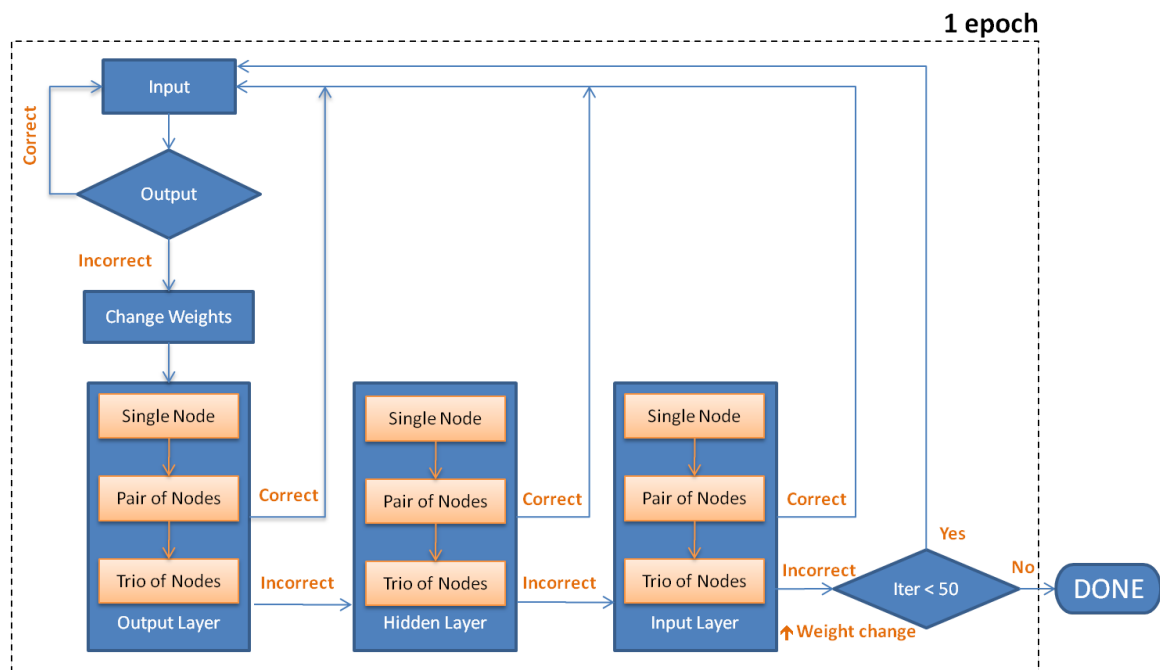 1 epoch
Input
Correct
Output
Incorrect
Change Weights
Single Node
Pair of Nodes
Trio of Nodes
Output Layer
Correct
Incorrect
Single Node
Pair of Nodes
Trio of Nodes
Hidden Layer
Correct
Incorrect
Single Node
Pair of Nodes
Trio of Nodes
Input Layer
Correct
Incorrect
Weight change
Yes
Iter < 50
No
DONE